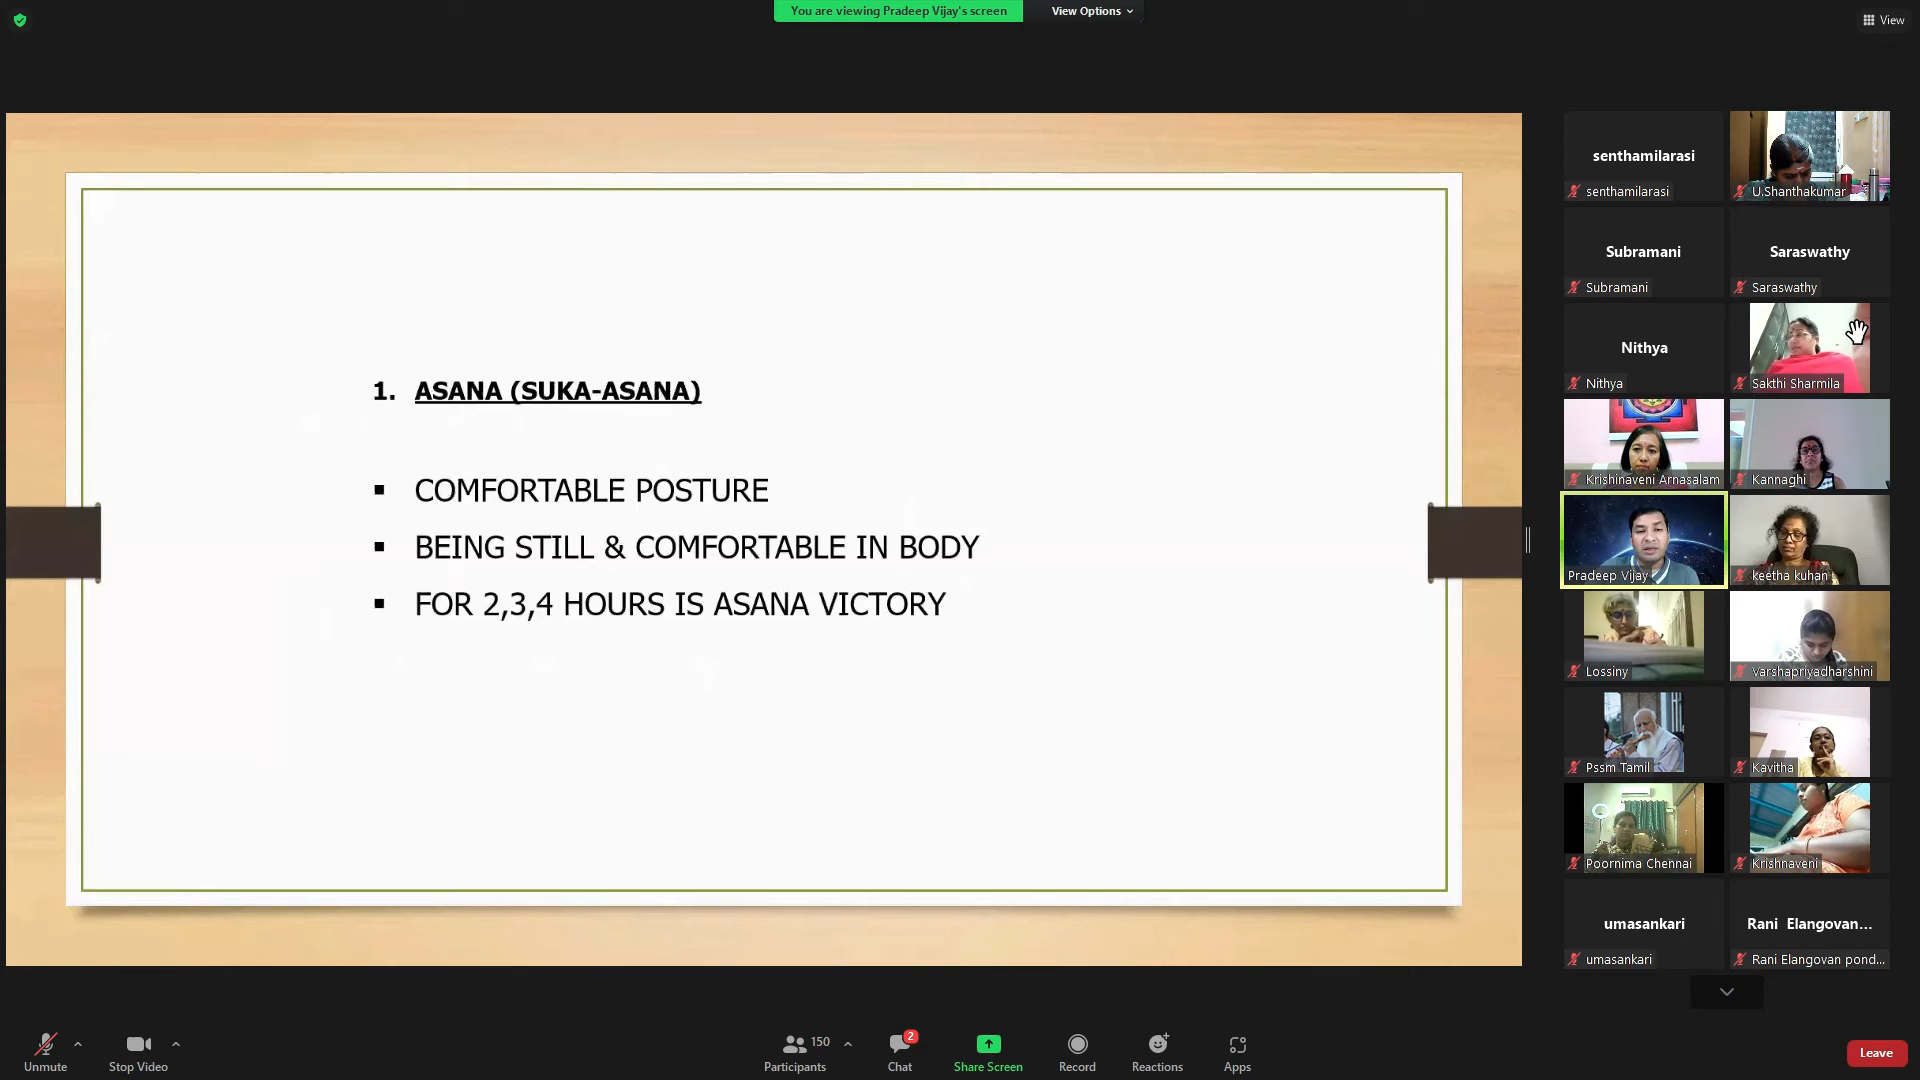 You are viewing Pradeep Vijay's screen
View Options
View
1. ASANA (SUKA-ASANA)
▪ COMFORTABLE POSTURE
▪ BEING STILL & COMFORTABLE IN BODY
▪ FOR 2,3,4 HOURS IS ASANA VICTORY
senthamilarasi
senthamilarasi
U.Shanthakumar
Subramani
Subramani
Saraswathy
Saraswathy
Nithya
Nithya
Sakthi Sharmila
Krishinaveni Arnasalam
Kannaghi
Pradeep Vijay
keetha kuhan
Lossiny
Varshapriyadharshini
Pssm Tamil
Kavitha
Poornima Chennai
Krishnaveni
umasankari
umasankari
Rani Elangovan...
Rani Elangovan pond...
Unmute
Stop Video
150
Participants
2
Chat
Share Screen
Record
Reactions
Apps
Leave